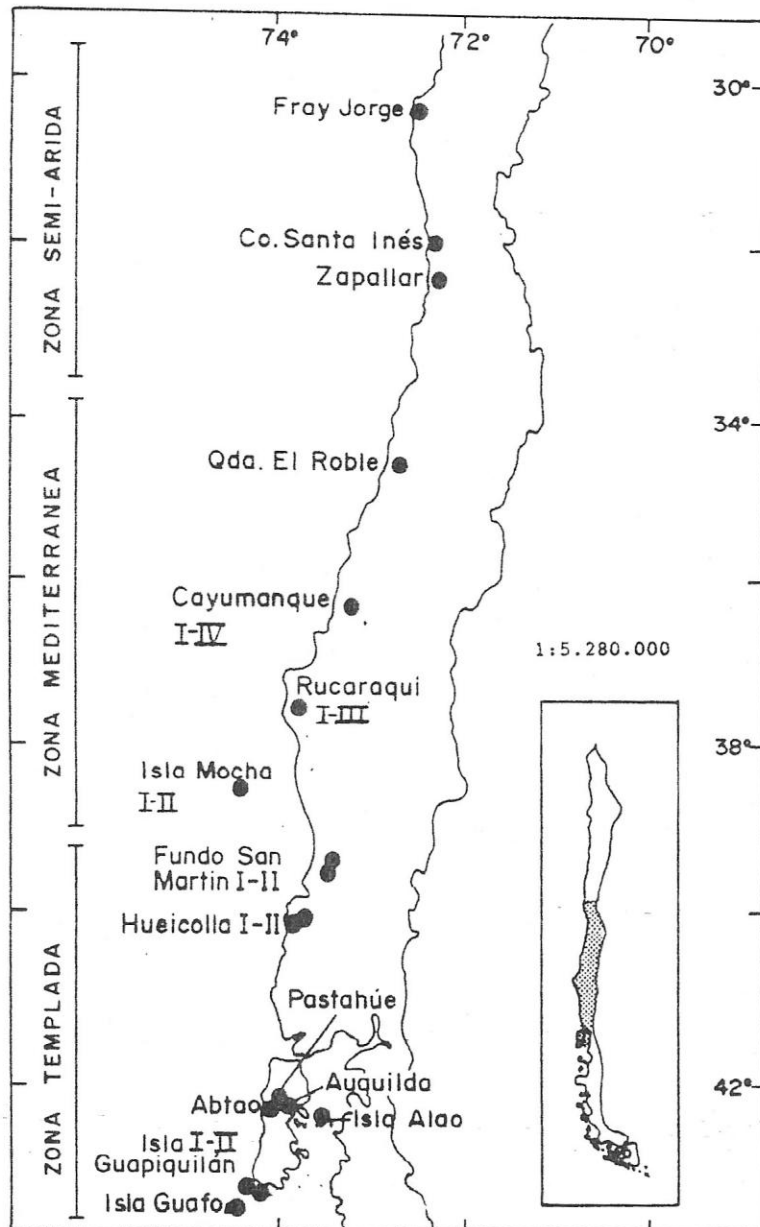 74°
72°
70°
30°
34°
38°
42°
ZONA SEMI-ARIDA
ZONA MEDITERRANEA
ZONA TEMPLADA
Fray Jorge
Co. Santa Inés
Zapallar
Qda. El Roble
Cayumanque
I-IV
Rucaraqui
I-III
1:5.280.000
Isla Mocha
I-II
Fundo San
Martin I-II
Hueicolla I-II
Pastahúe
Auquilda
Abtao
Isla Alao
Isla I-II
Guapiquilán
Isla Guafo